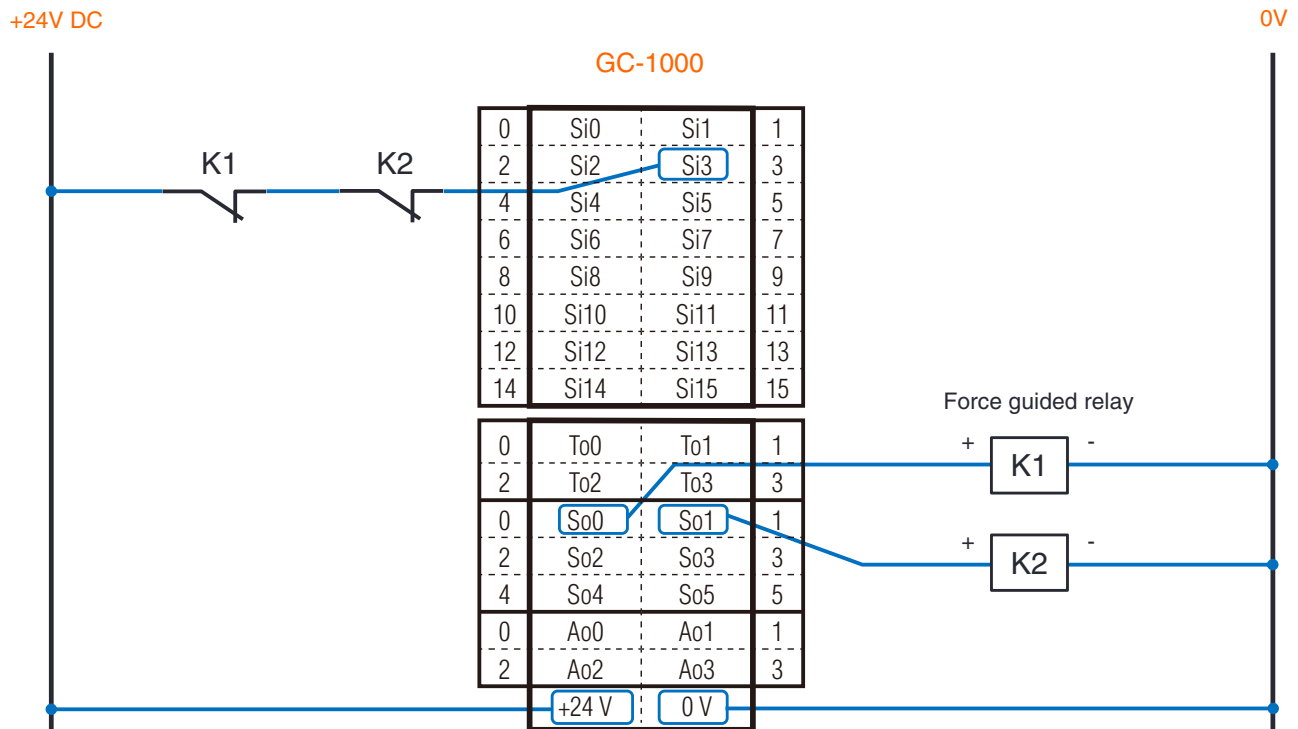 +24V DC 0V
GC-1000
0 Si0 Si1 1
K1 K2 2 Si2 Si3 3
4 Si4 Si5 5
6 Si6 Si7 7
8 Si8 Si9 9
10 Si10 Si11 11
12 Si12 Si13 13
14 Si14 Si15 15
Force guided relay
0 To0 To1 1 + K1 -
2 To2 To3 3
0 So0 So1 1
2 So2 So3 3 + K2 -
4 So4 So5 5
0 Ao0 Ao1 1
2 Ao2 Ao3 3
+24 V 0 V